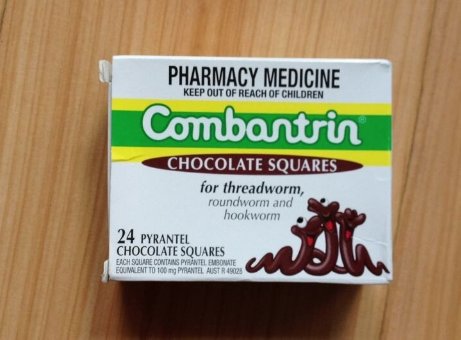 PHARMACY MEDICINE
KEEP OUT OF REACH OF CHILDREN
Combantrin®
CHOCOLATE SQUARES
for threadworm,
roundworm and
hookworm
24 PYRANTEL
CHOCOLATE SQUARES
EACH SQUARE CONTAINS PYRANTEL EMBONATE
EQUIVALENT TO 100 mg PYRANTEL AUST R 49028